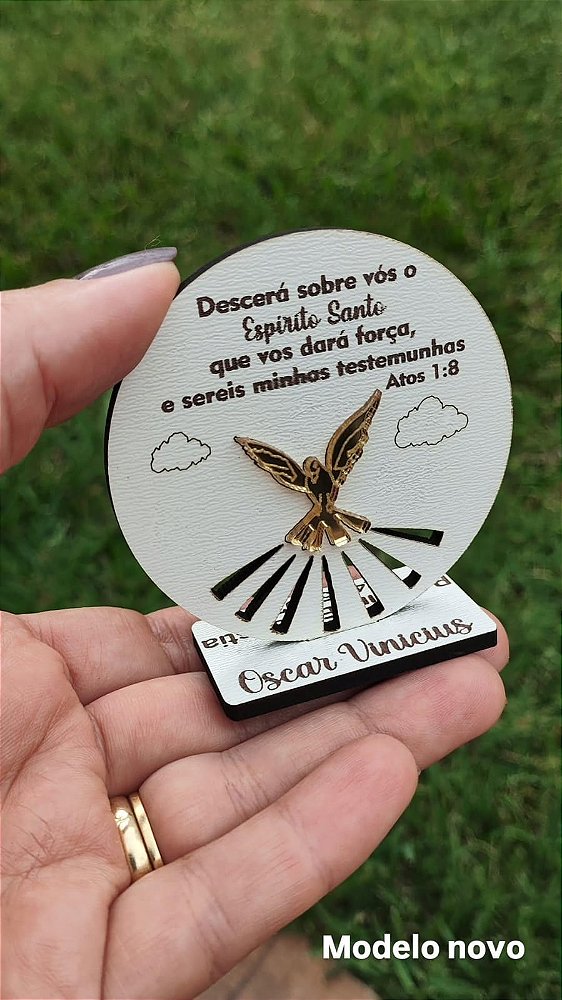 Descerá sobre vós o
Espírito Santo
que vos dará força,
e sereis minhas testemunhas
Atos 1:8
Oscar Vinicius
Modelo novo